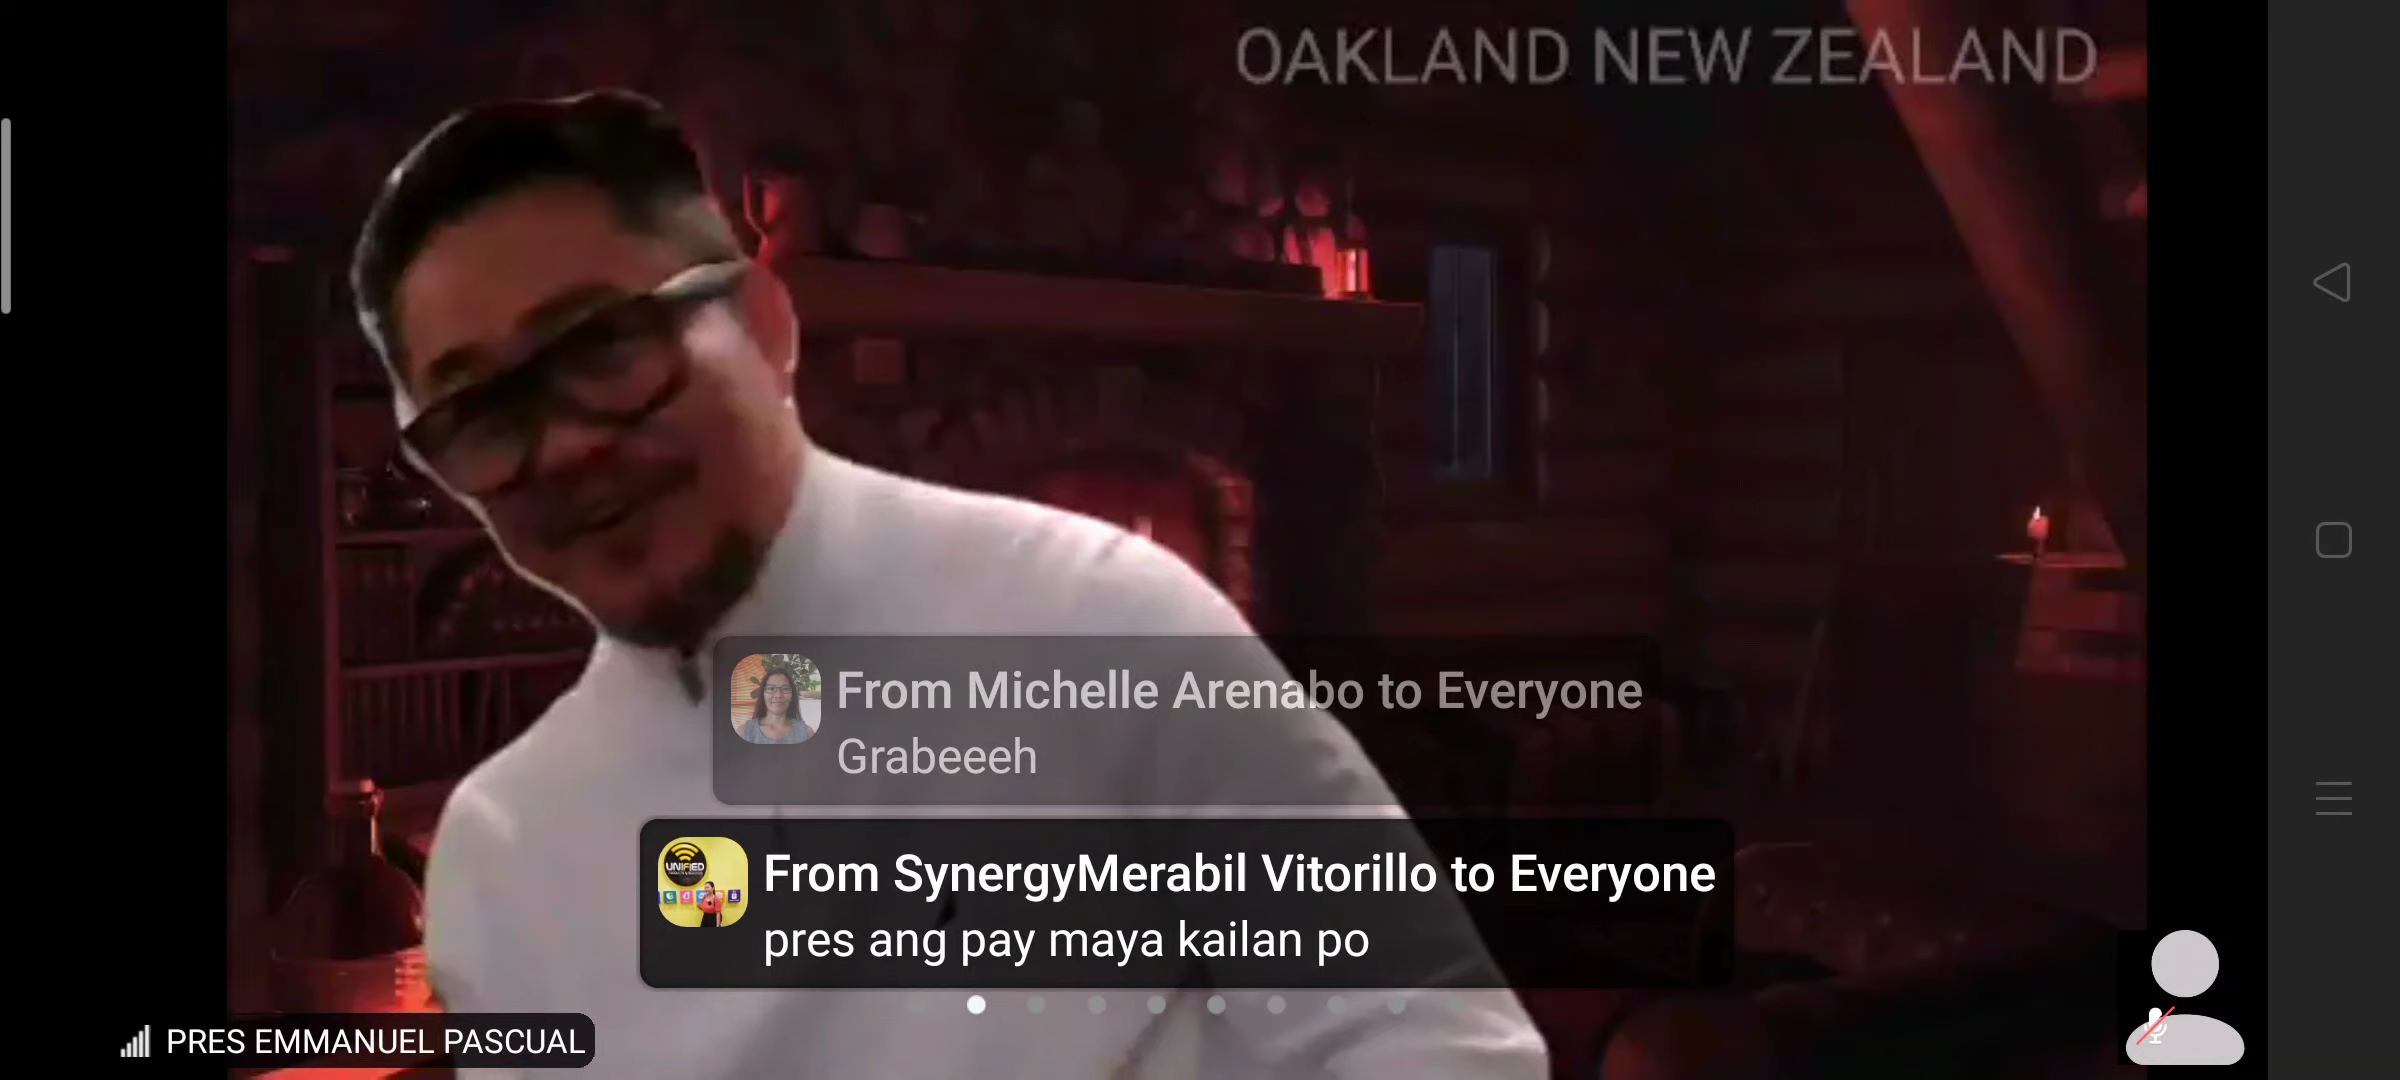 OAKLAND NEW ZEALAND
From Michelle Arenabo to Everyone
Grabeeeh
UNIFIED
From SynergyMerabil Vitorillo to Everyone
pres ang pay maya kailan po
PRES EMMANUEL PASCUAL